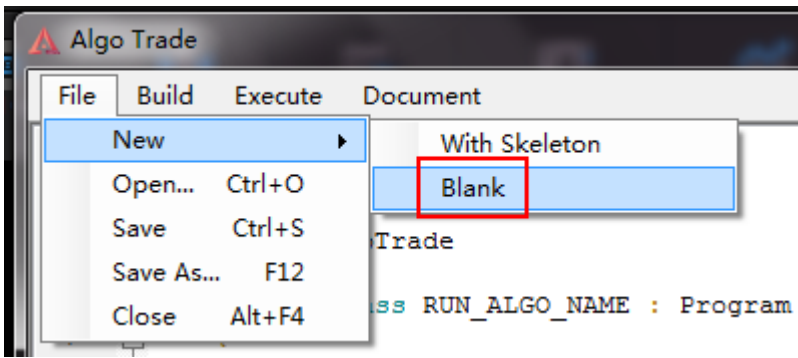 Algo Trade
File Build Execute Document
New With Skeleton
Open... Ctrl+O Blank
Save Ctrl+S
Trade
Save As... F12
Close Alt+F4 ass RUN_ALGO_NAME : Program